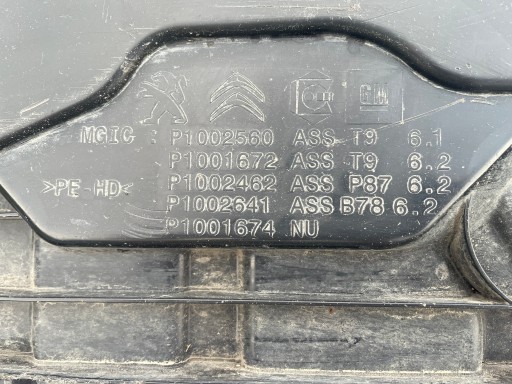 GM
MGIC : P1002560 ASS T9 6.1
P1001672 ASS T9 6.2
>PE-HD< P1002462 ASS P87 6.2
P1002641 ASS B78 6.2
P1001674 NU